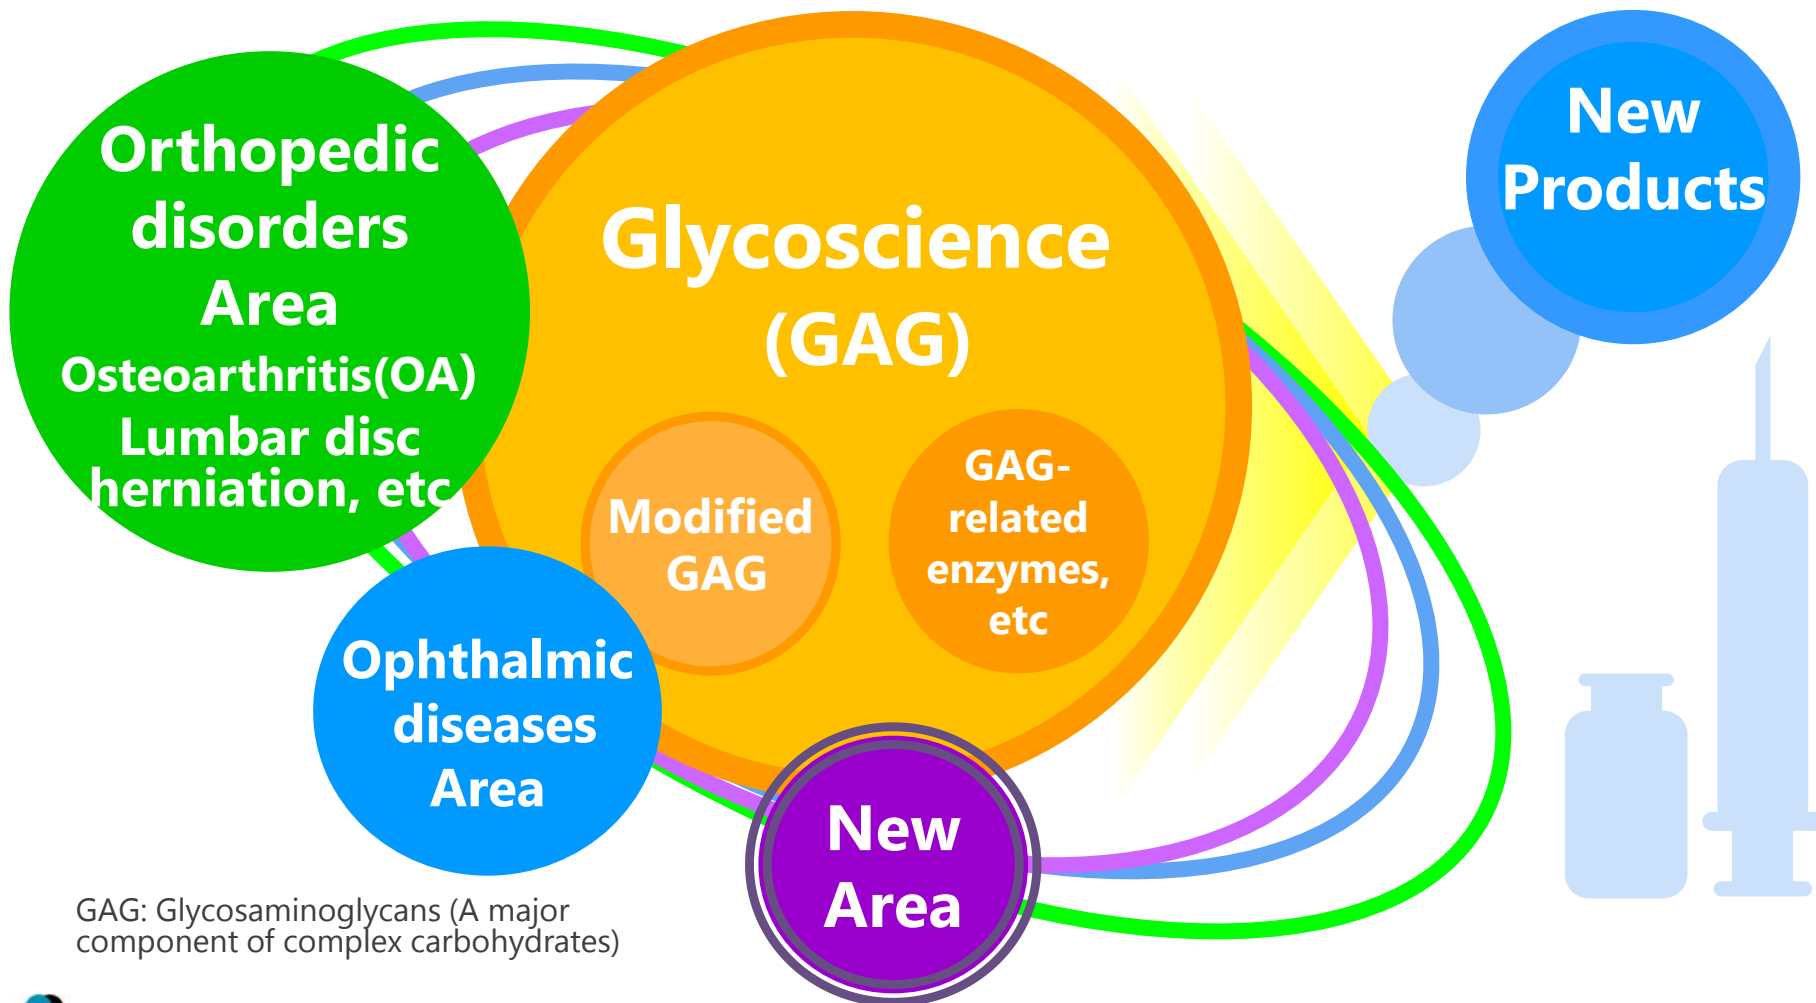 Orthopedic
disorders
Area
Osteoarthritis(OA)
Lumbar disc
herniation, etc
Glycoscience
(GAG)
Modified
GAG
GAG-
related
enzymes,
etc
New
Products
Ophthalmic
diseases
Area
New
Area
GAG: Glycosaminoglycans (A major
component of complex carbohydrates)